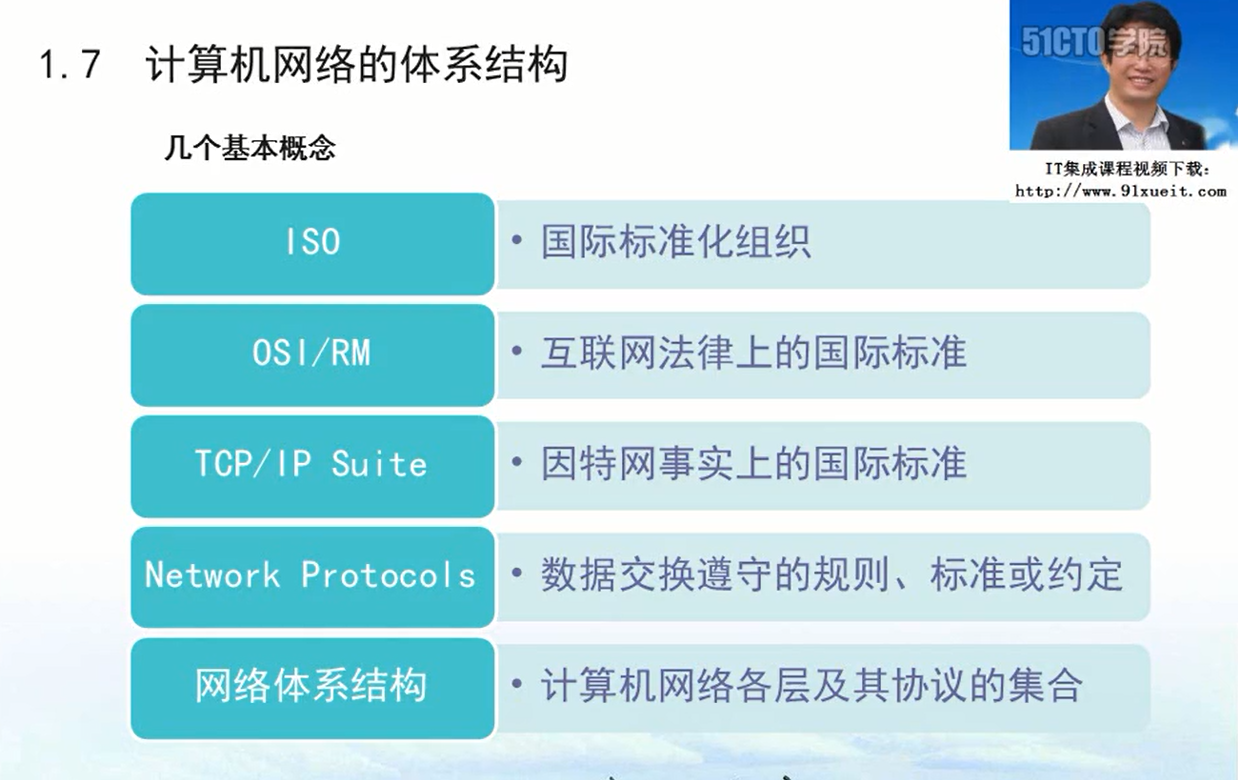 1.7 计算机网络的体系结构
51CTO学院
几个基本概念
IT集成课程视频下载:
http://www.91xueit.com
ISO
• 国际标准化组织
OSI/RM
• 互联网法律上的国际标准
TCP/IP Suite
• 因特网事实上的国际标准
Network Protocols
• 数据交换遵守的规则、标准或约定
网络体系结构
• 计算机网络各层及其协议的集合